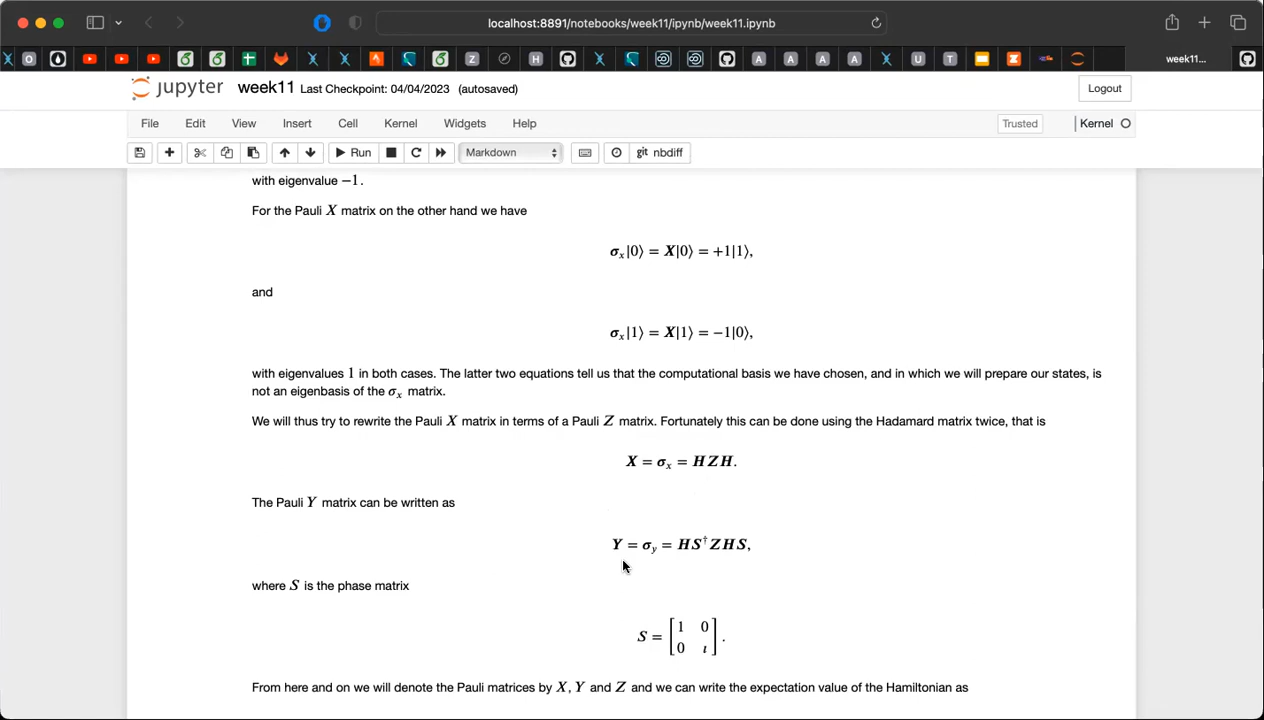 localhost:8891/notebooks/week11/ipynb/week11.ipynb
week11...
jupyter week11 Last Checkpoint: 04/04/2023 (autosaved)
Logout
File Edit View Insert Cell Kernel Widgets Help
Trusted Kernel
Run Markdown git nbdiff
with eigenvalue −1.
For the Pauli X matrix on the other hand we have
σₓ|0⟩ = X|0⟩ = +1|1⟩,
and
σₓ|1⟩ = X|1⟩ = −1|0⟩,
with eigenvalues 1 in both cases. The latter two equations tell us that the computational basis we have chosen, and in which we will prepare our states, is
not an eigenbasis of the σₓ matrix.
We will thus try to rewrite the Pauli X matrix in terms of a Pauli Z matrix. Fortunately this can be done using the Hadamard matrix twice, that is
X = σₓ = HZH.
The Pauli Y matrix can be written as
Y = σ_y = HS†ZHS,
where S is the phase matrix
S = [1 0
0 ι].
From here and on we will denote the Pauli matrices by X, Y and Z and we can write the expectation value of the Hamiltonian as